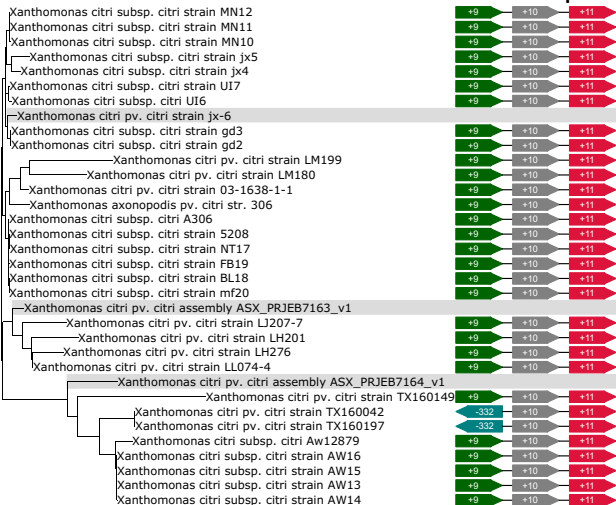 Xanthomonas citri subsp. citri strain MN12 +9 +10 +11
Xanthomonas citri subsp. citri strain MN11 +9 +10 +11
Xanthomonas citri subsp. citri strain MN10 +9 +10 +11
Xanthomonas citri subsp. citri strain jx5 +9 +10 +11
Xanthomonas citri subsp. citri strain jx4 +9 +10 +11
Xanthomonas citri subsp. citri strain UI7 +9 +10 +11
Xanthomonas citri subsp. citri UI6 +9 +10 +11
Xanthomonas citri pv. citri strain jx-6
Xanthomonas citri subsp. citri strain gd3 +9 +10 +11
Xanthomonas citri subsp. citri strain gd2 +9 +10 +11
Xanthomonas citri pv. citri strain LM199 +9 +10 +11
Xanthomonas citri pv. citri strain LM180 +9 +10 +11
Xanthomonas citri pv. citri strain 03-1638-1-1 +9 +10 +11
Xanthomonas axonopodis pv. citri str. 306 +9 +10 +11
Xanthomonas citri subsp. citri A306 +9 +10 +11
Xanthomonas citri subsp. citri strain 5208 +9 +10 +11
Xanthomonas citri subsp. citri strain NT17 +9 +10 +11
Xanthomonas citri subsp. citri strain FB19 +9 +10 +11
Xanthomonas citri subsp. citri strain BL18 +9 +10 +11
Xanthomonas citri subsp. citri strain mf20 +9 +10 +11
Xanthomonas citri pv. citri assembly ASX_PRJEB7163_v1
Xanthomonas citri pv. citri strain LJ207-7 +9 +10 +11
Xanthomonas citri pv. citri strain LH201 +9 +10 +11
Xanthomonas citri pv. citri strain LH276 +9 +10 +11
Xanthomonas citri pv. citri strain LL074-4 +9 +10 +11
Xanthomonas citri pv. citri assembly ASX_PRJEB7164_v1
Xanthomonas citri pv. citri strain TX160149 +9 +10 +11
Xanthomonas citri pv. citri strain TX160042 -332 +10 +11
Xanthomonas citri pv. citri strain TX160197 -332 +10 +11
Xanthomonas citri subsp. citri Aw12879 +9 +10 +11
Xanthomonas citri subsp. citri strain AW16 +9 +10 +11
Xanthomonas citri subsp. citri strain AW15 +9 +10 +11
Xanthomonas citri subsp. citri strain AW13 +9 +10 +11
Xanthomonas citri subsp. citri strain AW14 +9 +10 +11